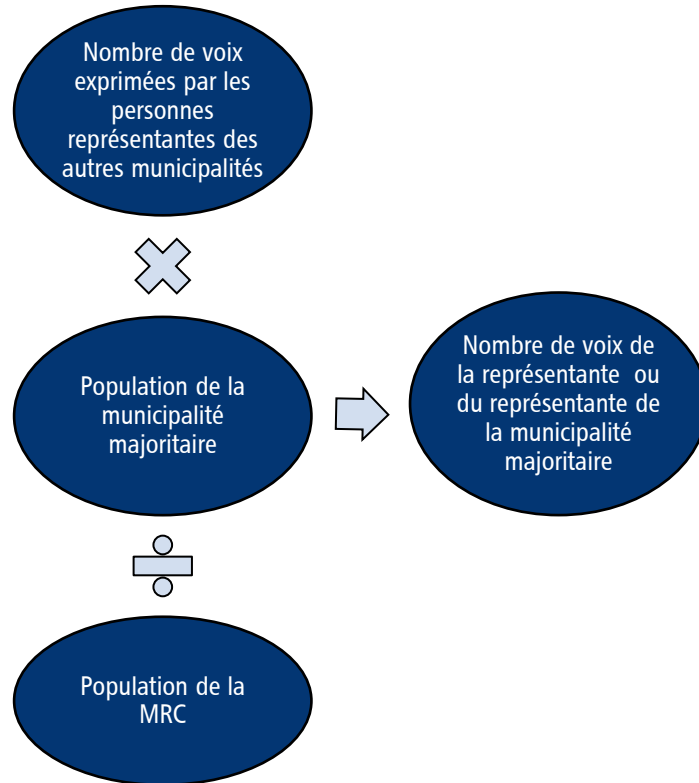 Nombre de voix
exprimées par les
personnes
représentantes des
autres municipalités
Population de la
municipalité
majoritaire
Nombre de voix de
la représentante ou
du représentante de
la municipalité
majoritaire
Population de la
MRC